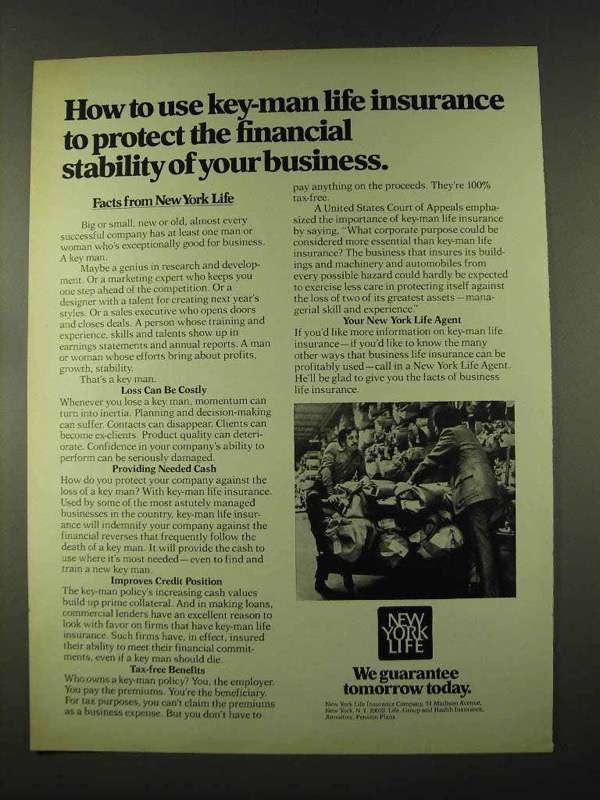 How to use key-man life insurance
to protect the financial
stability of your business.
Facts from New York Life
Big or small, new or old, almost every
successful company has at least one man or
woman who's exceptionally good for business.
A key man.
Maybe a genius in research and develop-
ment. Or a marketing expert who keeps you
one step ahead of the competition. Or a
designer with a talent for creating next year's
styles. Or a sales executive who opens doors
and closes deals. A person whose training and
experience, skills and talents show up in
earnings statements and annual reports. A man
or woman whose efforts bring about profits,
growth, stability.
That's a key man.
Loss Can Be Costly
Whenever you lose a key man, momentum can
turn into inertia. Planning and decision-making
can suffer. Contacts can disappear. Clients can
become ex-clients. Product quality can deteri-
orate. Confidence in your company's ability to
perform can be seriously damaged.
Providing Needed Cash
How do you protect your company against the
loss of a key man? With key-man life insurance.
Used by some of the most astutely managed
businesses in the country, key-man life insur-
ance will indemnify your company against the
financial reverses that frequently follow the
death of a key man. It will provide the cash to
use where it's most needed—even to find and
train a new key man.
Improves Credit Position
The key-man policy's increasing cash values
build up prime collateral. And in making loans,
commercial lenders have an excellent reason to
look with favor on firms that have key-man life
insurance. Such firms have, in effect, insured
their ability to meet their financial commit-
ments, even if a key man should die.
Tax-free Benefits
Who owns a key-man policy? You, the employer.
You pay the premiums. You're the beneficiary.
For tax purposes, you can't claim the premiums
as a business expense. But you don't have to
pay anything on the proceeds. They're 100%
tax-free.
A United States Court of Appeals empha-
sized the importance of key-man life insurance
by saying, "What corporate purpose could be
considered more essential than key-man life
insurance? The business that insures its build-
ings and machinery and automobiles from
every possible hazard could hardly be expected
to exercise less care in protecting itself against
the loss of two of its greatest assets—mana-
gerial skill and experience."
Your New York Life Agent
If you'd like more information on key-man life
insurance—if you'd like to know the many
other ways that business life insurance can be
profitably used—call in a New York Life Agent.
He'll be glad to give you the facts of business
life insurance.
NEW
YORK
LIFE
We guarantee
tomorrow today.
New York Life Insurance Company, 51 Madison Avenue,
New York, N.Y. 10010. Life, Group and Health Insurance,
Annuities, Pension Plans.